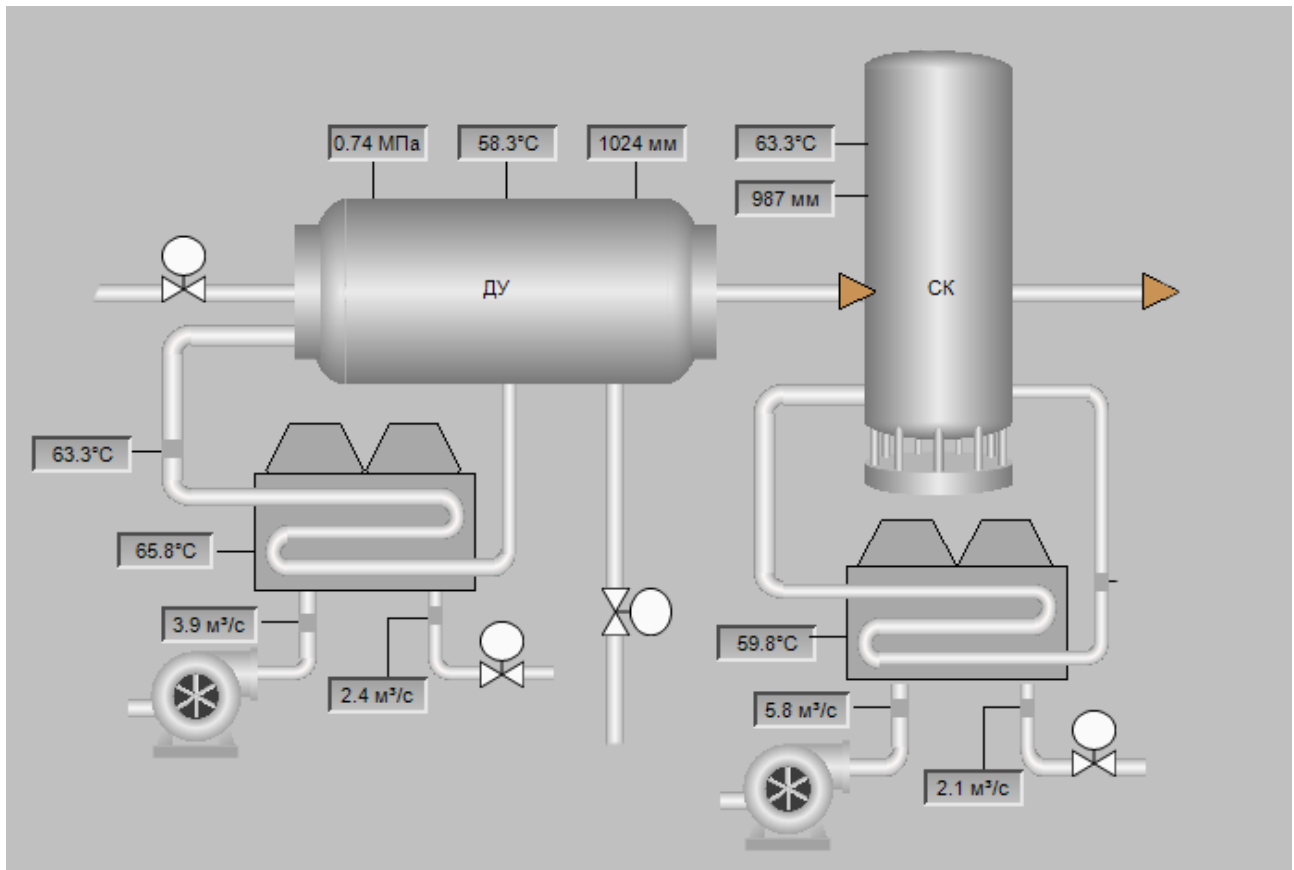 0.74 МПа
58.3°C
1024 мм
63.3°C
987 мм
ДУ
СК
63.3°C
65.8°C
3.9 м³/с
2.4 м³/с
59.8°C
5.8 м³/с
2.1 м³/с